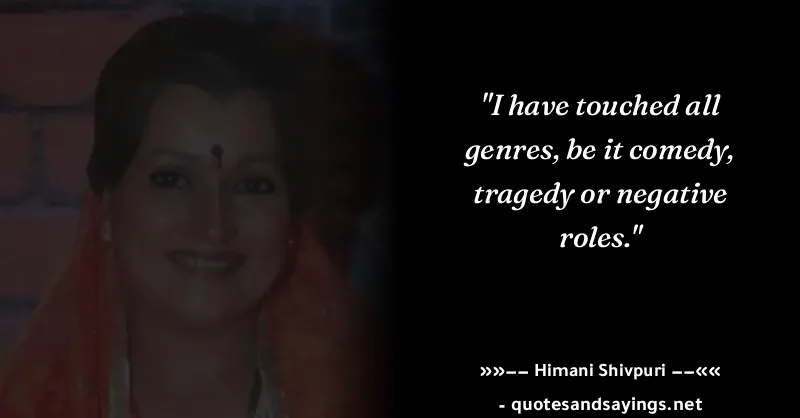 "I have touched all
genres, be it comedy,
tragedy or negative
roles."
»»−− Himani Shivpuri −−««
- quotesandsayings.net